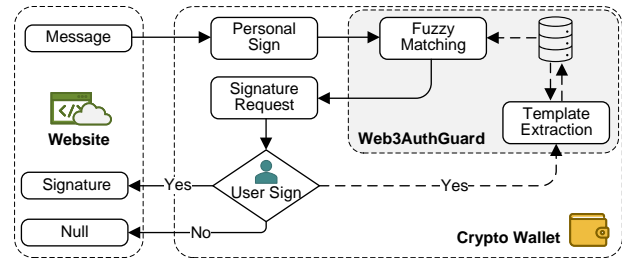 Message
Personal
Sign
Fuzzy
Matching
</>
Website
Signature
Request
Template
Extraction
Web3AuthGuard
Signature
Yes
User Sign
Yes
Null
No
Crypto Wallet